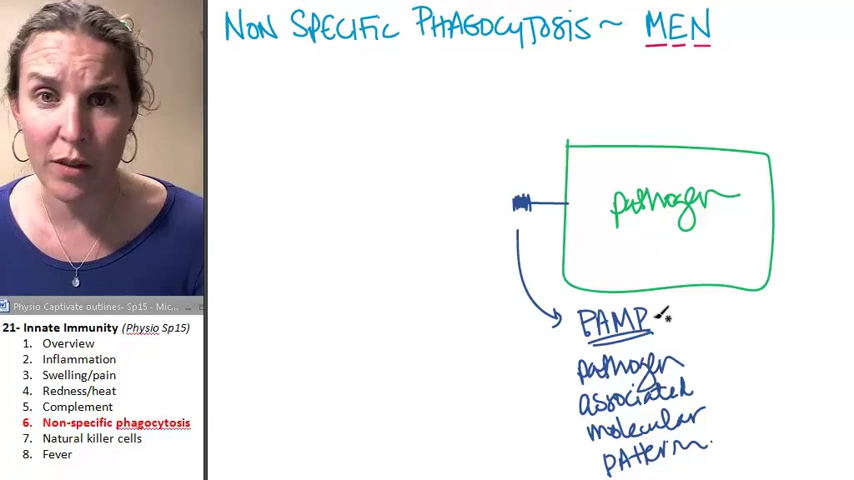 NON SPECIFIC PHAGOCYTOSIS ~ MEN
pathogen
PAMP
pathogen
associated
molecular
pattern.
Physio Captivate outlines- Sp15 - Mic...
21- Innate Immunity (Physio Sp15)
1. Overview
2. Inflammation
3. Swelling/pain
4. Redness/heat
5. Complement
6. Non-specific phagocytosis
7. Natural killer cells
8. Fever